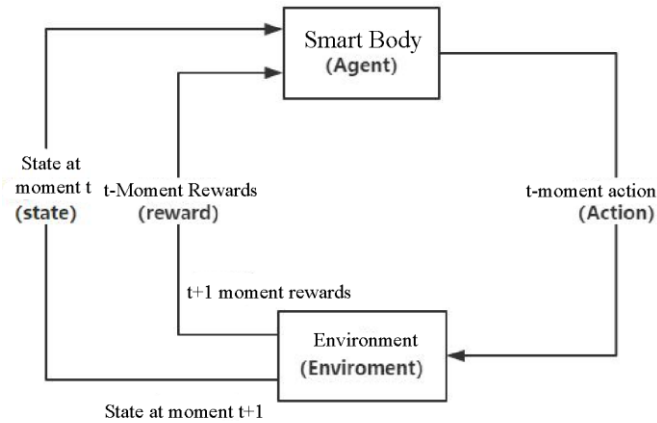 Smart Body
(Agent)
State at
moment t
(state)
t-Moment Rewards
(reward)
t-moment action
(Action)
t+1 moment rewards
Environment
(Enviroment)
State at moment t+1